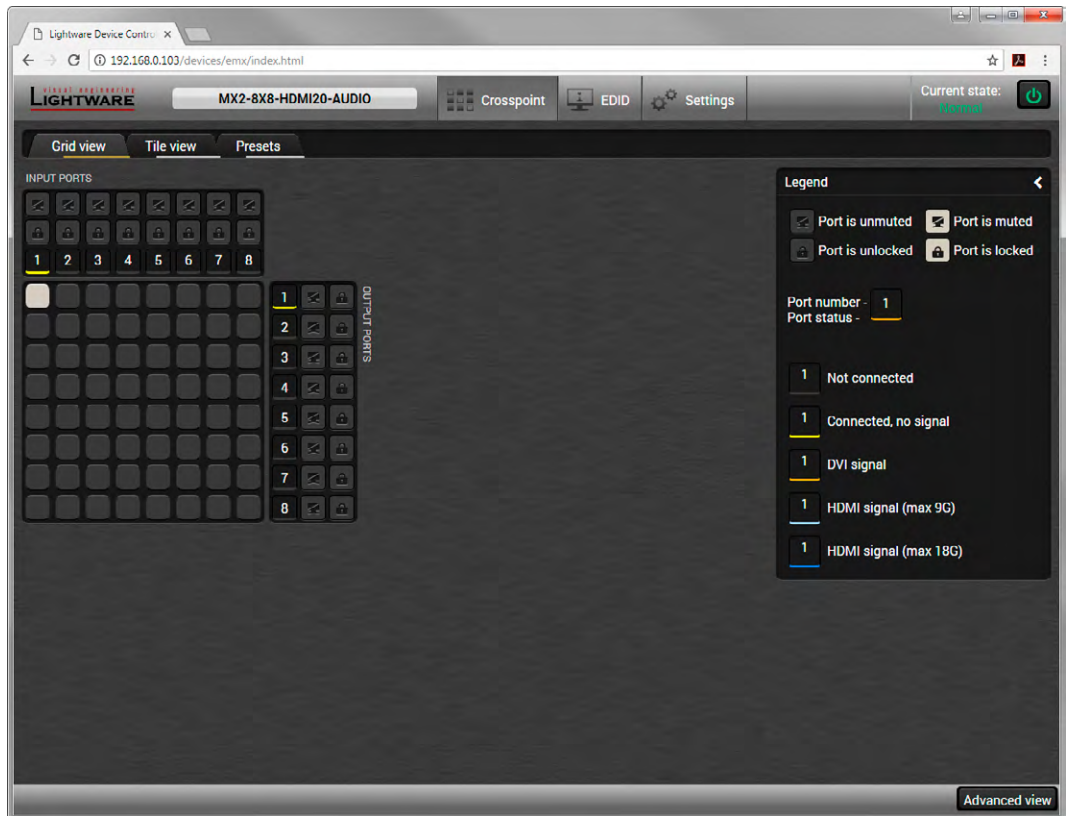 Lightware Device Contro
192.168.0.103/devices/emx/index.html
visual engineering
LIGHTWARE
MX2-8X8-HDMI20-AUDIO
Crosspoint
EDID
Settings
Current state:
Normal
Grid view
Tile view
Presets
INPUT PORTS
1 2 3 4 5 6 7 8
OUTPUT PORTS
1
2
3
4
5
6
7
8
Legend
Port is unmuted
Port is muted
Port is unlocked
Port is locked
Port number - 1
Port status -
1 Not connected
1 Connected, no signal
1 DVI signal
1 HDMI signal (max 9G)
1 HDMI signal (max 18G)
Advanced view